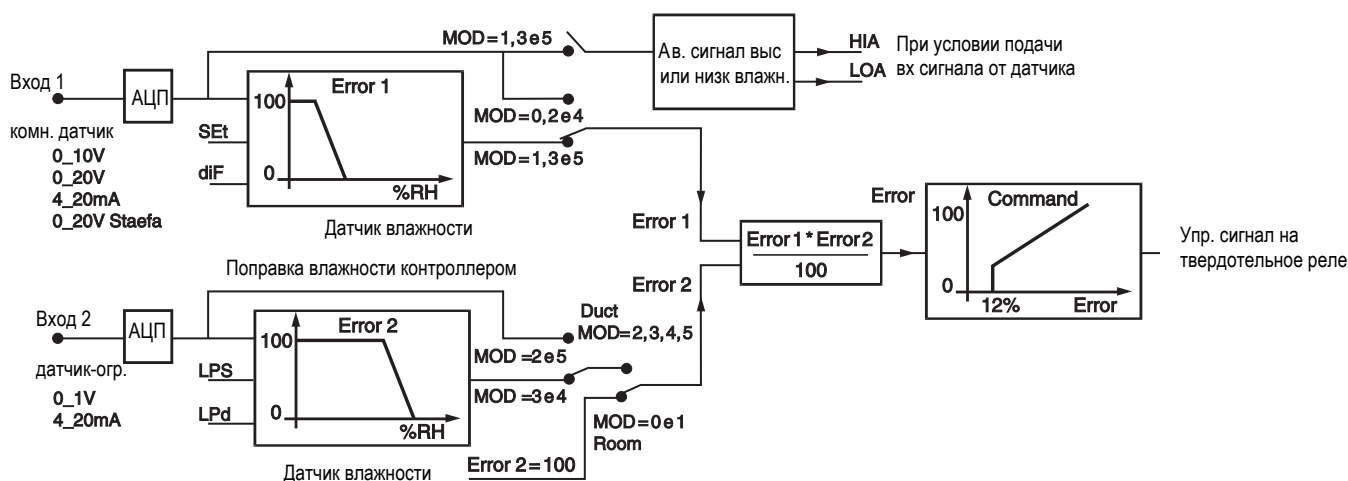 Вход 1
АЦП
комн. датчик
0_10V
0_20V
4_20mA
0_20V Staefa
SEt
diF
Error 1
100
0
%RH
Датчик влажности
MOD=1,3e5
MOD=0,2e4
MOD=1,3e5
Ав. сигнал выс
или низк влажн.
HIA
LOA
При условии подачи
вх сигнала от датчика
Error 1
Error 2
Error1*Error2
100
Error
Command
100
0
12%
Error
Упр. сигнал на
твердотельное реле
Поправка влажности контроллером
Вход 2
АЦП
датчик-огр.
0_1V
4_20mA
LPS
LPd
Error 2
100
0
%RH
Датчик влажности
Duct
MOD=2,3,4,5
MOD=2e5
MOD=3e4
MOD=0e1
Room
Error 2=100